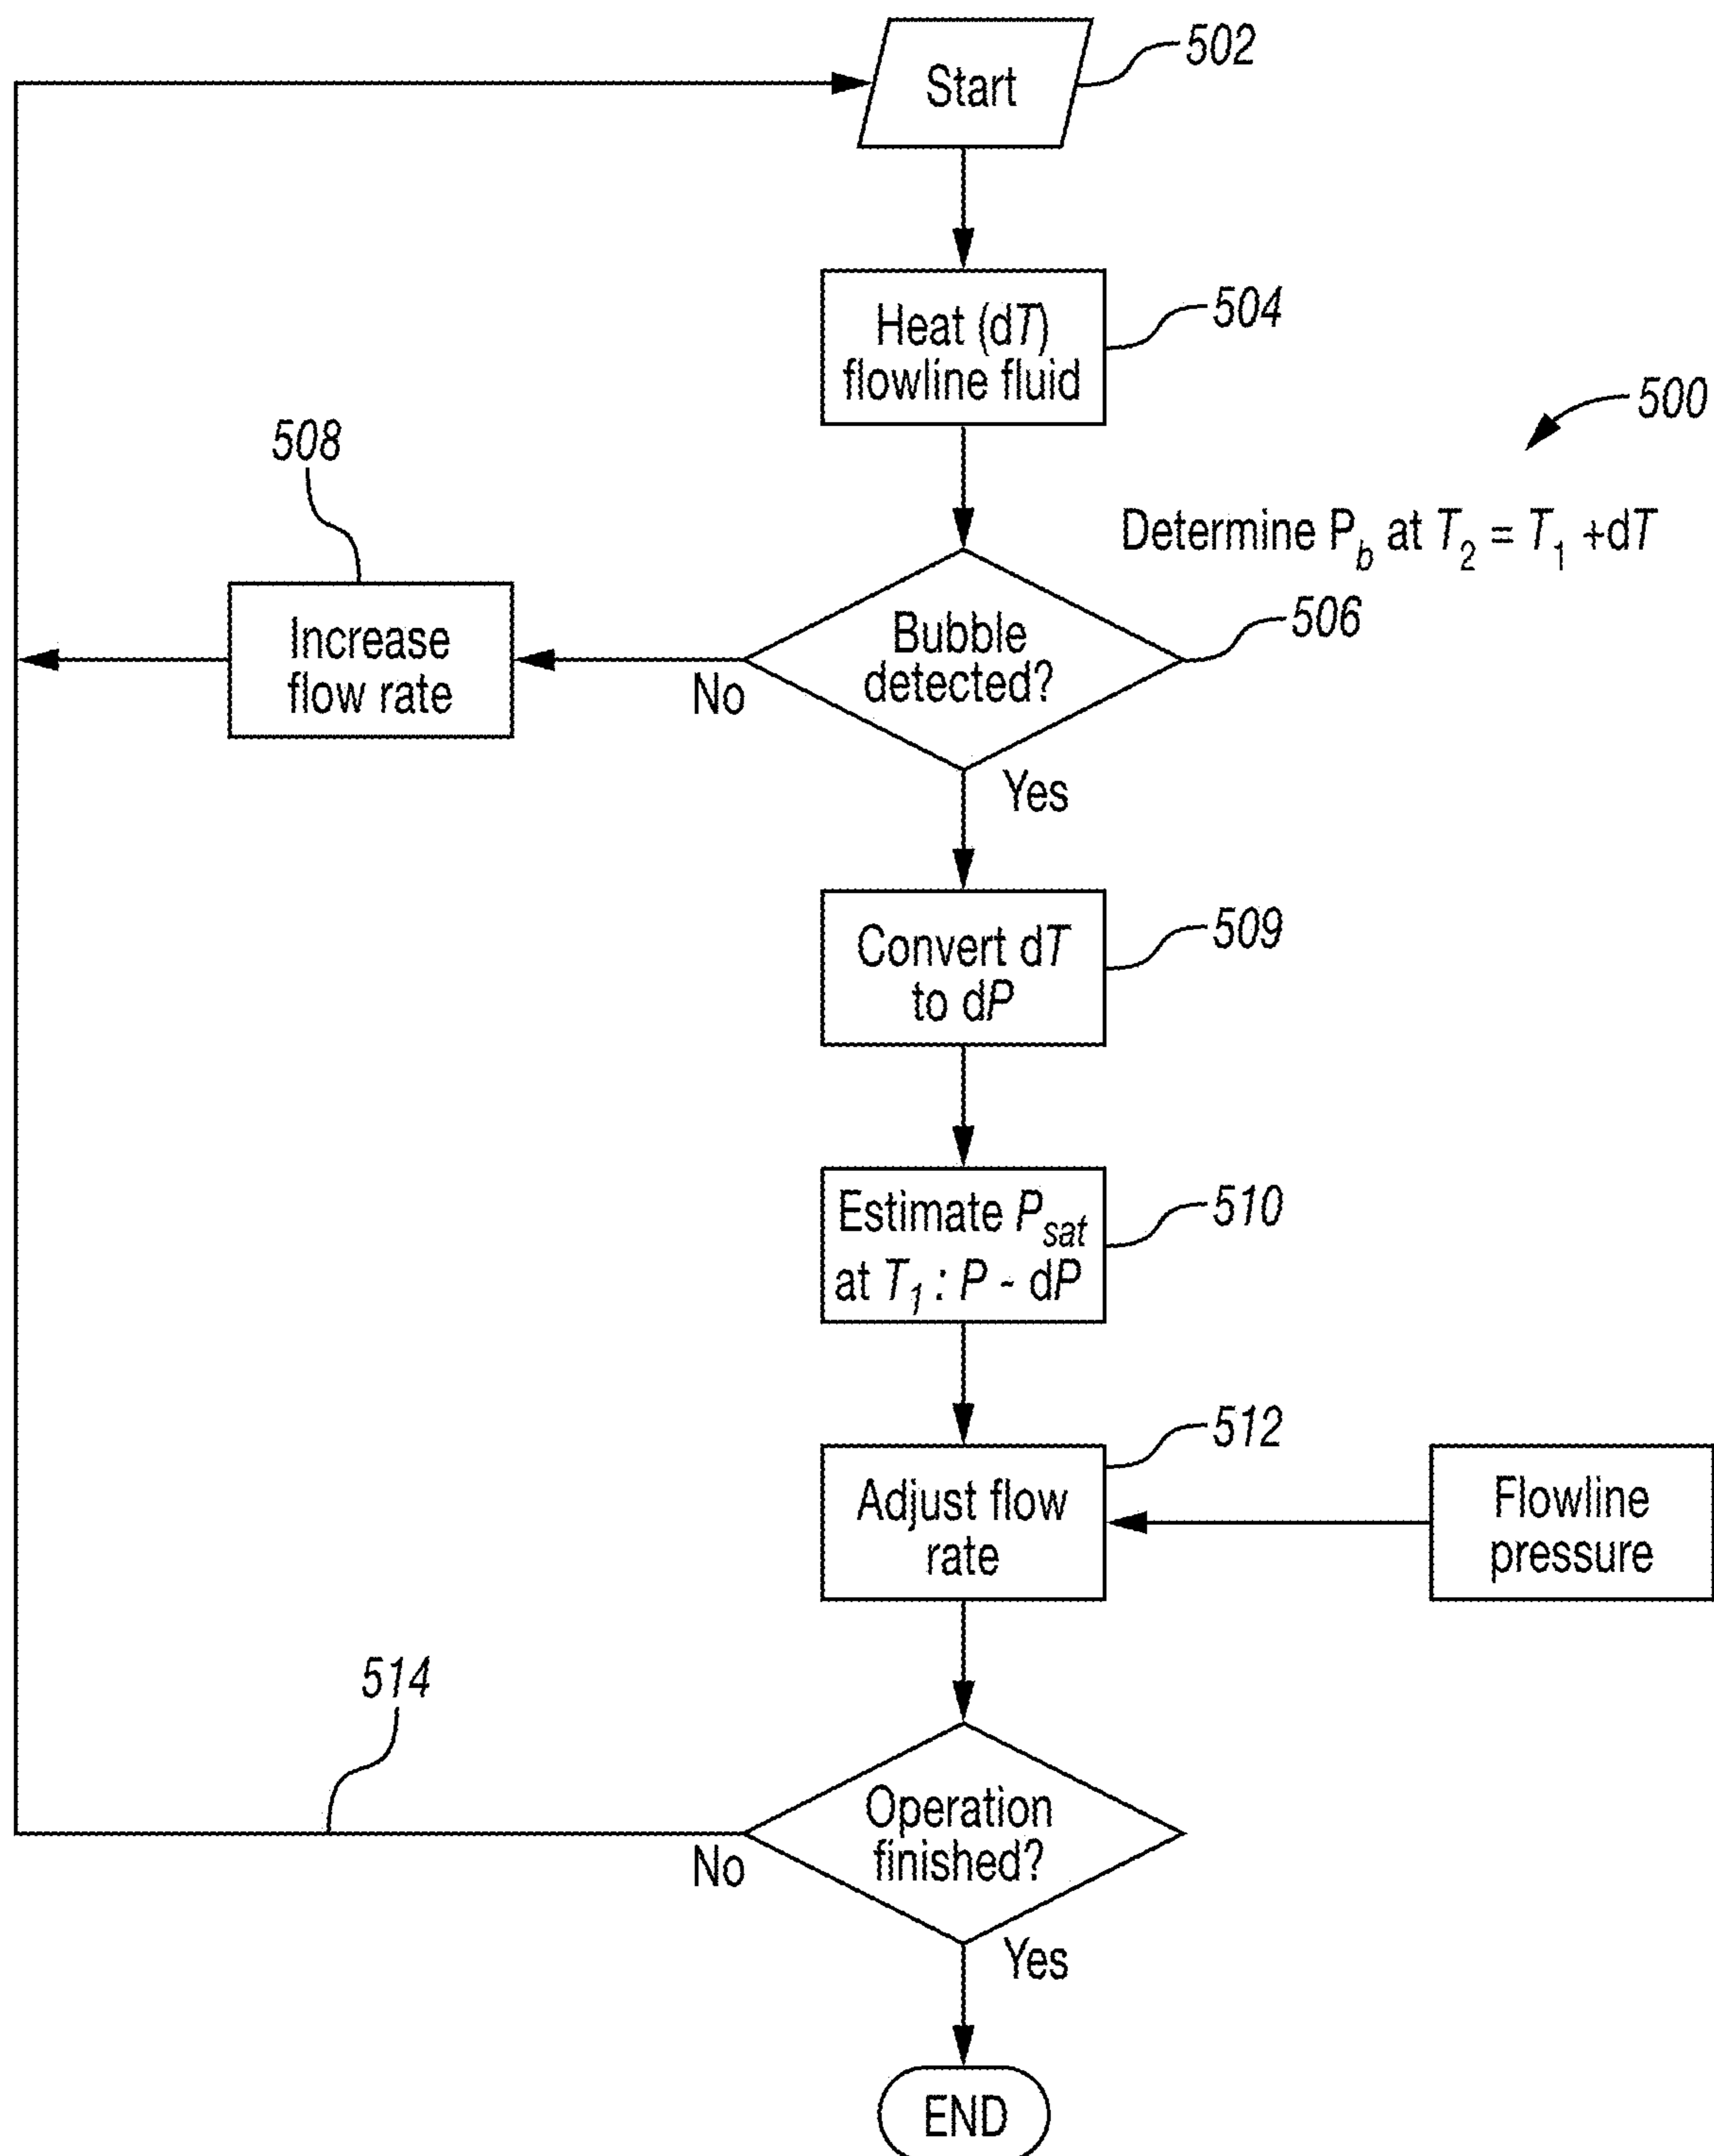 Start
502
Heat (dT)
flowline fluid
504
500
508
Determine P_b at T_2 = T_1 +dT
Bubble
detected?
506
Increase
flow rate
No
Yes
Convert dT
to dP
509
Estimate P_sat
at T_1 : P - dP
510
512
Adjust flow
rate
Flowline
pressure
514
Operation
finished?
No
Yes
END